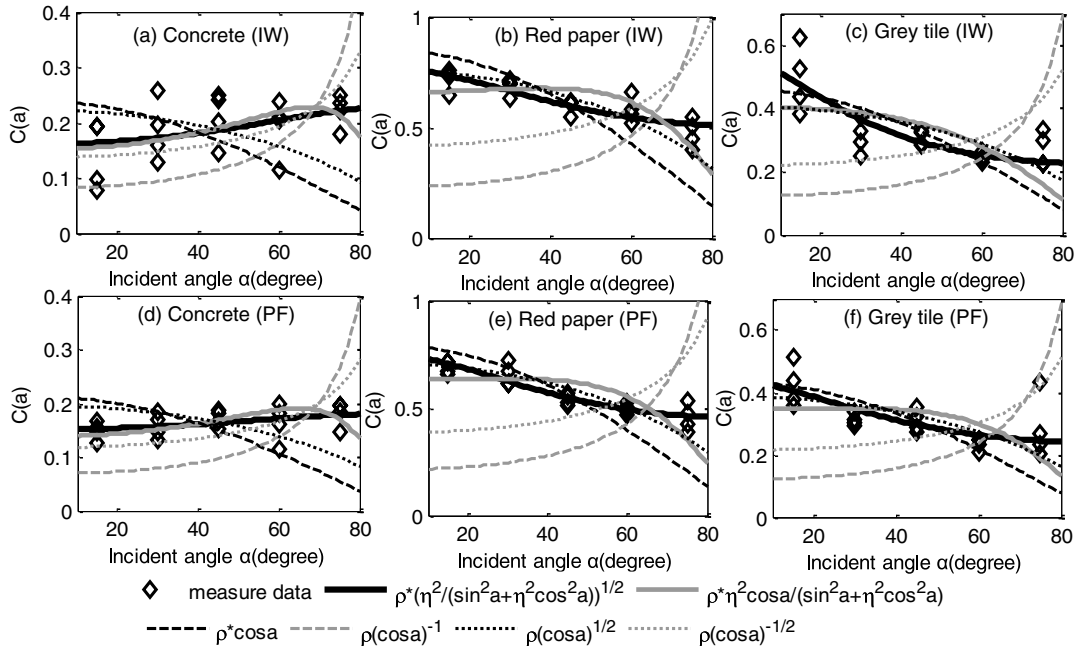 (a) Concrete (IW)
(b) Red paper (IW)
(c) Grey tile (IW)
C(a)
0.4
0.3
0.2
0.1
0
20 40 60 80
Incident angle α(degree)
C(a)
1
0.5
0
20 40 60 80
Incident angle α(degree)
C(a)
0.6
0.4
0.2
0
20 40 60 80
Incident angle α(degree)
(d) Concrete (PF)
(e) Red paper (PF)
(f) Grey tile (PF)
C(a)
0.4
0.3
0.2
0.1
0
20 40 60 80
Incident angle α(degree)
C(a)
1
0.5
0
20 40 60 80
Incident angle α(degree)
C(a)
0.6
0.4
0.2
0
20 40 60 80
Incident angle α(degree)
measure data ρ*(η²/(sin²a+η²cos²a))^1/2 ρ*η²cosa/(sin²a+η²cos²a)
ρ*cosa ρ(cosa)^-1 ρ(cosa)^1/2 ρ(cosa)^-1/2